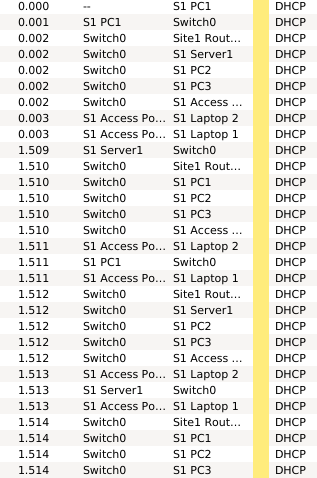 0.000 -- S1 PC1 DHCP
0.001 S1 PC1 Switch0 DHCP
0.002 Switch0 Site1 Rout... DHCP
0.002 Switch0 S1 Server1 DHCP
0.002 Switch0 S1 PC2 DHCP
0.002 Switch0 S1 PC3 DHCP
0.002 Switch0 S1 Access ... DHCP
0.003 S1 Access Po... S1 Laptop 2 DHCP
0.003 S1 Access Po... S1 Laptop 1 DHCP
1.509 S1 Server1 Switch0 DHCP
1.510 Switch0 Site1 Rout... DHCP
1.510 Switch0 S1 PC1 DHCP
1.510 Switch0 S1 PC2 DHCP
1.510 Switch0 S1 PC3 DHCP
1.510 Switch0 S1 Access ... DHCP
1.511 S1 Access Po... S1 Laptop 2 DHCP
1.511 S1 PC1 Switch0 DHCP
1.511 S1 Access Po... S1 Laptop 1 DHCP
1.512 Switch0 Site1 Rout... DHCP
1.512 Switch0 S1 Server1 DHCP
1.512 Switch0 S1 PC2 DHCP
1.512 Switch0 S1 PC3 DHCP
1.512 Switch0 S1 Access ... DHCP
1.513 S1 Access Po... S1 Laptop 2 DHCP
1.513 S1 Server1 Switch0 DHCP
1.513 S1 Access Po... S1 Laptop 1 DHCP
1.514 Switch0 Site1 Rout... DHCP
1.514 Switch0 S1 PC1 DHCP
1.514 Switch0 S1 PC2 DHCP
1.514 Switch0 S1 PC3 DHCP